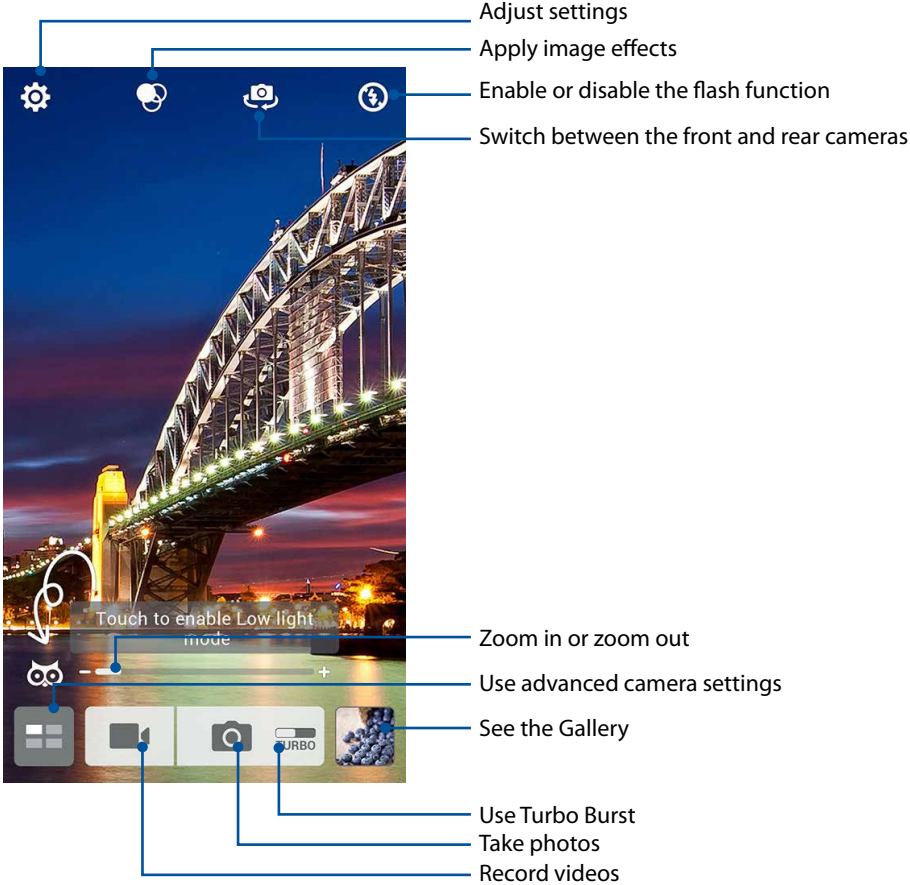 Adjust settings
Apply image effects
Enable or disable the flash function
Switch between the front and rear cameras
Touch to enable Low light
mode
Zoom in or zoom out
Use advanced camera settings
See the Gallery
TURBO
Use Turbo Burst
Take photos
Record videos